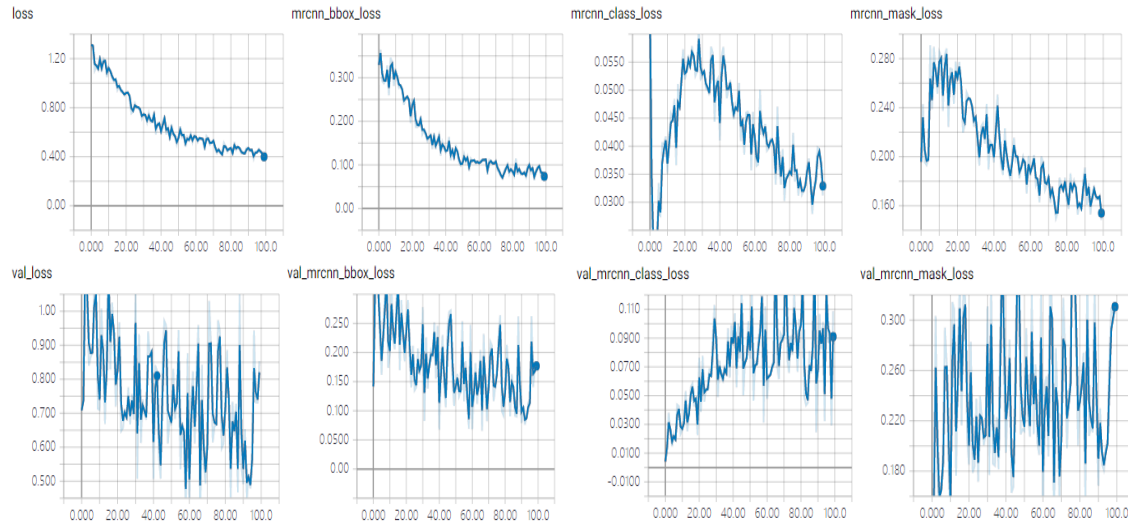 loss
mrcnn_bbox_loss
mrcnn_class_loss
mrcnn_mask_loss
1.20
0.800
0.400
0.00
0.000 20.00 40.00 60.00 80.00 100.0
0.300
0.200
0.100
0.00
0.000 20.00 40.00 60.00 80.00 100.0
0.0550
0.0500
0.0450
0.0400
0.0350
0.0300
0.000 20.00 40.00 60.00 80.00 100.0
0.280
0.240
0.200
0.160
0.000 20.00 40.00 60.00 80.00 100.0
val_loss
val_mrcnn_bbox_loss
val_mrcnn_class_loss
val_mrcnn_mask_loss
1.00
0.900
0.800
0.700
0.600
0.500
0.000 20.00 40.00 60.00 80.00 100.0
0.250
0.200
0.150
0.100
0.0500
0.00
0.000 20.00 40.00 60.00 80.00 100.0
0.110
0.0900
0.0700
0.0500
0.0300
0.0100
-0.0100
0.000 20.00 40.00 60.00 80.00 100.0
0.300
0.260
0.220
0.180
0.000 20.00 40.00 60.00 80.00 100.0